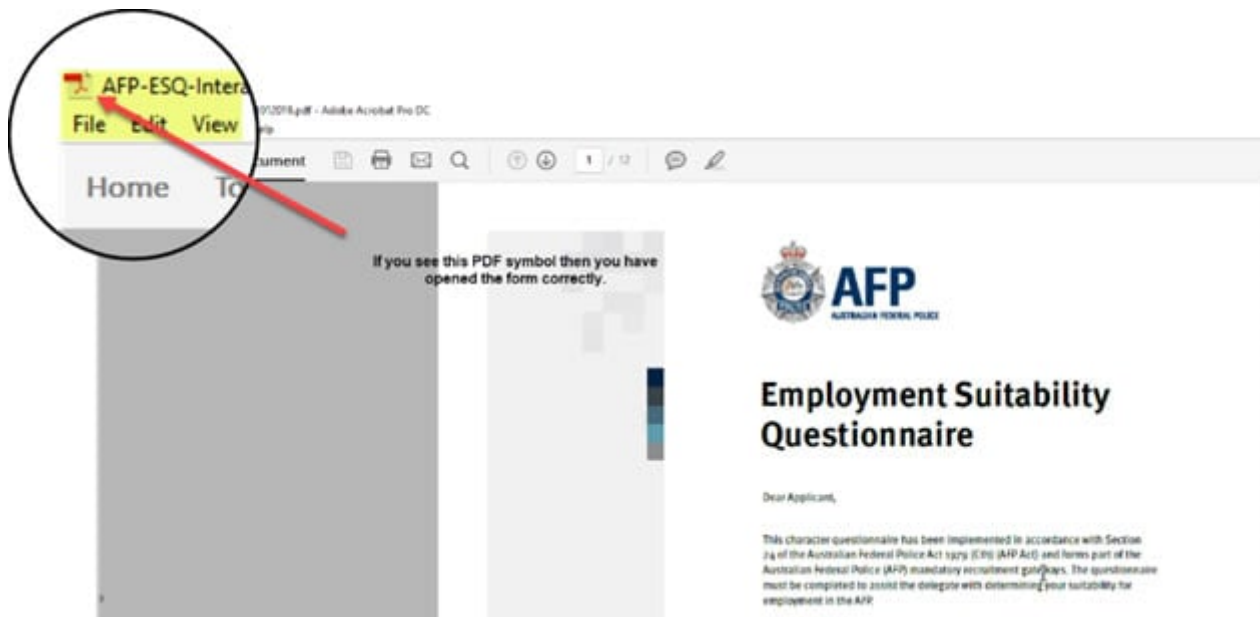 AFP-ESQ-Intera
2018.pdf - Adobe Acrobat Pro DC
File Edit View
Home To
cument
1 / 12
If you see this PDF symbol then you have
opened the form correctly.
AFP
AUSTRALIAN FEDERAL POLICE
Employment Suitability
Questionnaire
Dear Applicant,
This character questionnaire has been implemented in accordance with Section
24 of the Australian Federal Police Act 1979 (Cth) (AFP Act) and forms part of the
Australian Federal Police (AFP) mandatory recruitment gateways. The questionnaire
must be completed to assist the delegate with determining your suitability for
employment in the AFP.